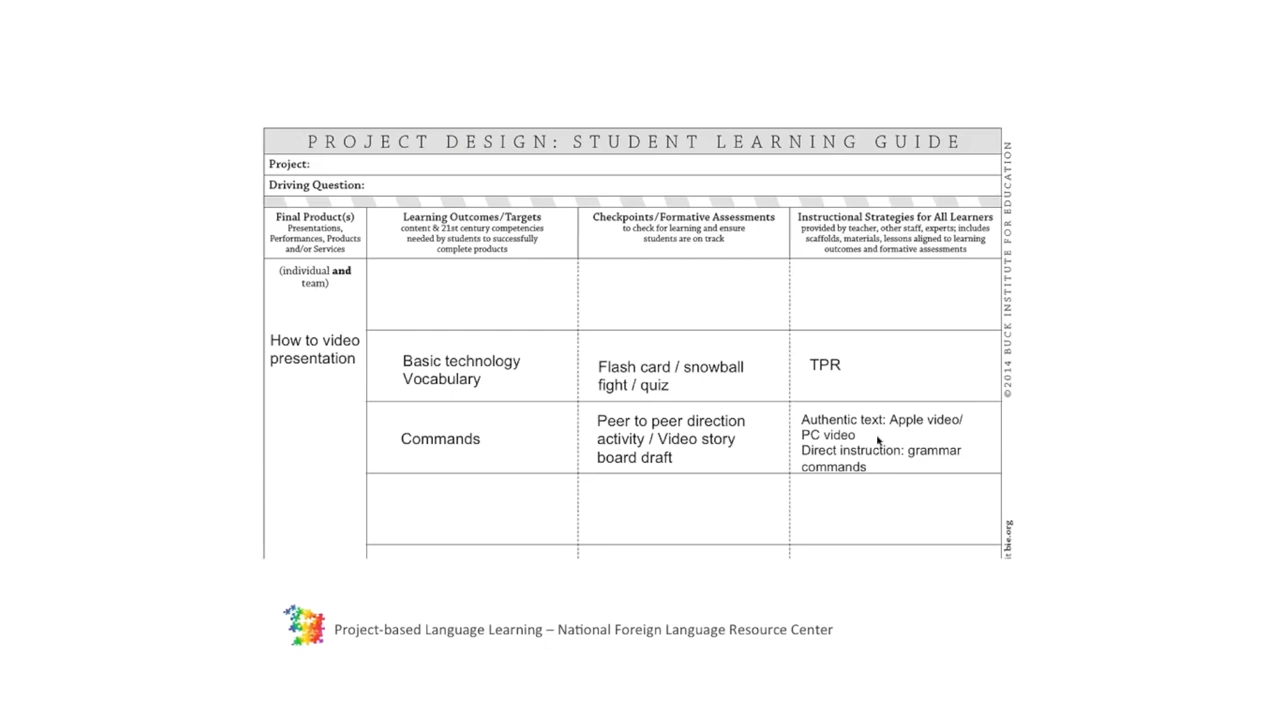 PROJECT DESIGN: STUDENT LEARNING GUIDE
Project:
Driving Question:
Final Product(s)
Presentations,
Performances, Products
and/or Services
Learning Outcomes/Targets
content & 21st century competencies
needed by students to successfully
complete products
Checkpoints/Formative Assessments
to check for learning and ensure
students are on track
Instructional Strategies for All Learners
provided by teacher, other staff, experts; includes
scaffolds, materials, lessons aligned to learning
outcomes and formative assessments
(individual and
team)
How to video
presentation
Basic technology
Vocabulary
Flash card / snowball
fight / quiz
TPR
Commands
Peer to peer direction
activity / Video story
board draft
Authentic text: Apple video/
PC video
Direct instruction: grammar
commands
©2014 BUCK INSTITUTE FOR EDUCATION
bie.org
Project-based Language Learning – National Foreign Language Resource Center